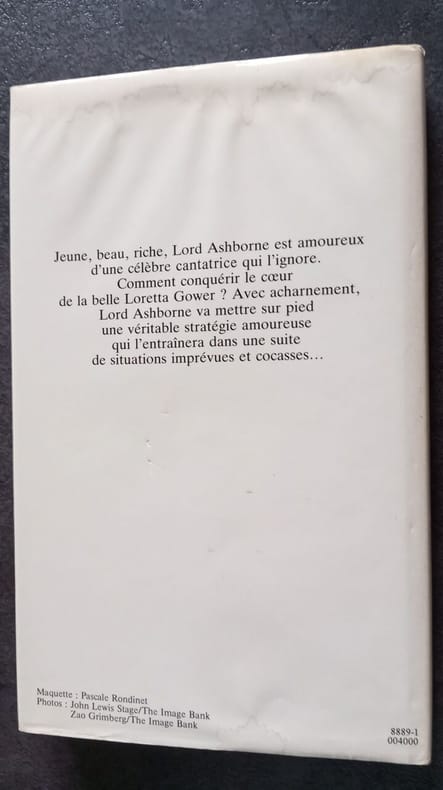 Jeune, beau, riche, Lord Ashborne est amoureux
d'une célèbre cantatrice qui l'ignore.
Comment conquérir le cœur
de la belle Loretta Gower ? Avec acharnement,
Lord Ashborne va mettre sur pied
une véritable stratégie amoureuse
qui l'entraînera dans une suite
de situations imprévues et cocasses...
Maquette : Pascale Rondinet
Photos : John Lewis Stage/The Image Bank
Zao Grimberg/The Image Bank
8889-1
004000